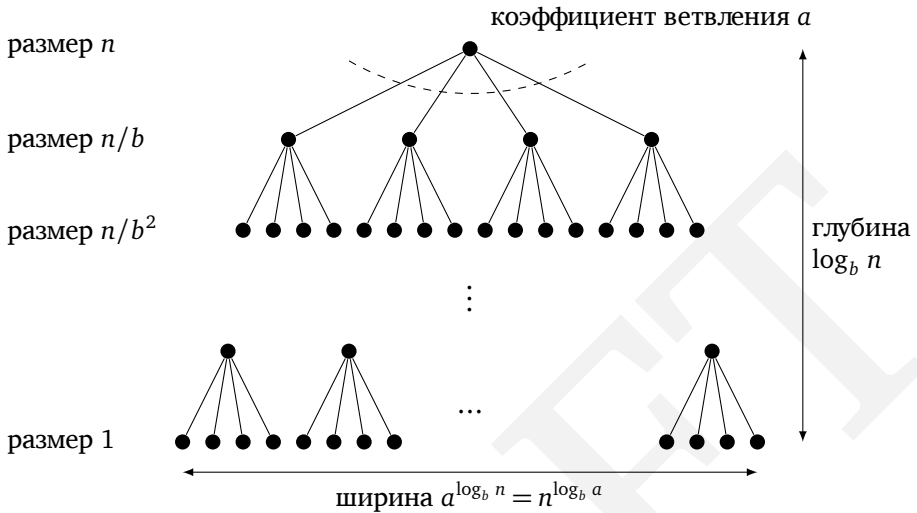 коэффициент ветвления a
размер n
размер n/b
размер n/b²
глубина
log_b n
⋮
...
размер 1
ширина a^{log_b n} = n^{log_b a}